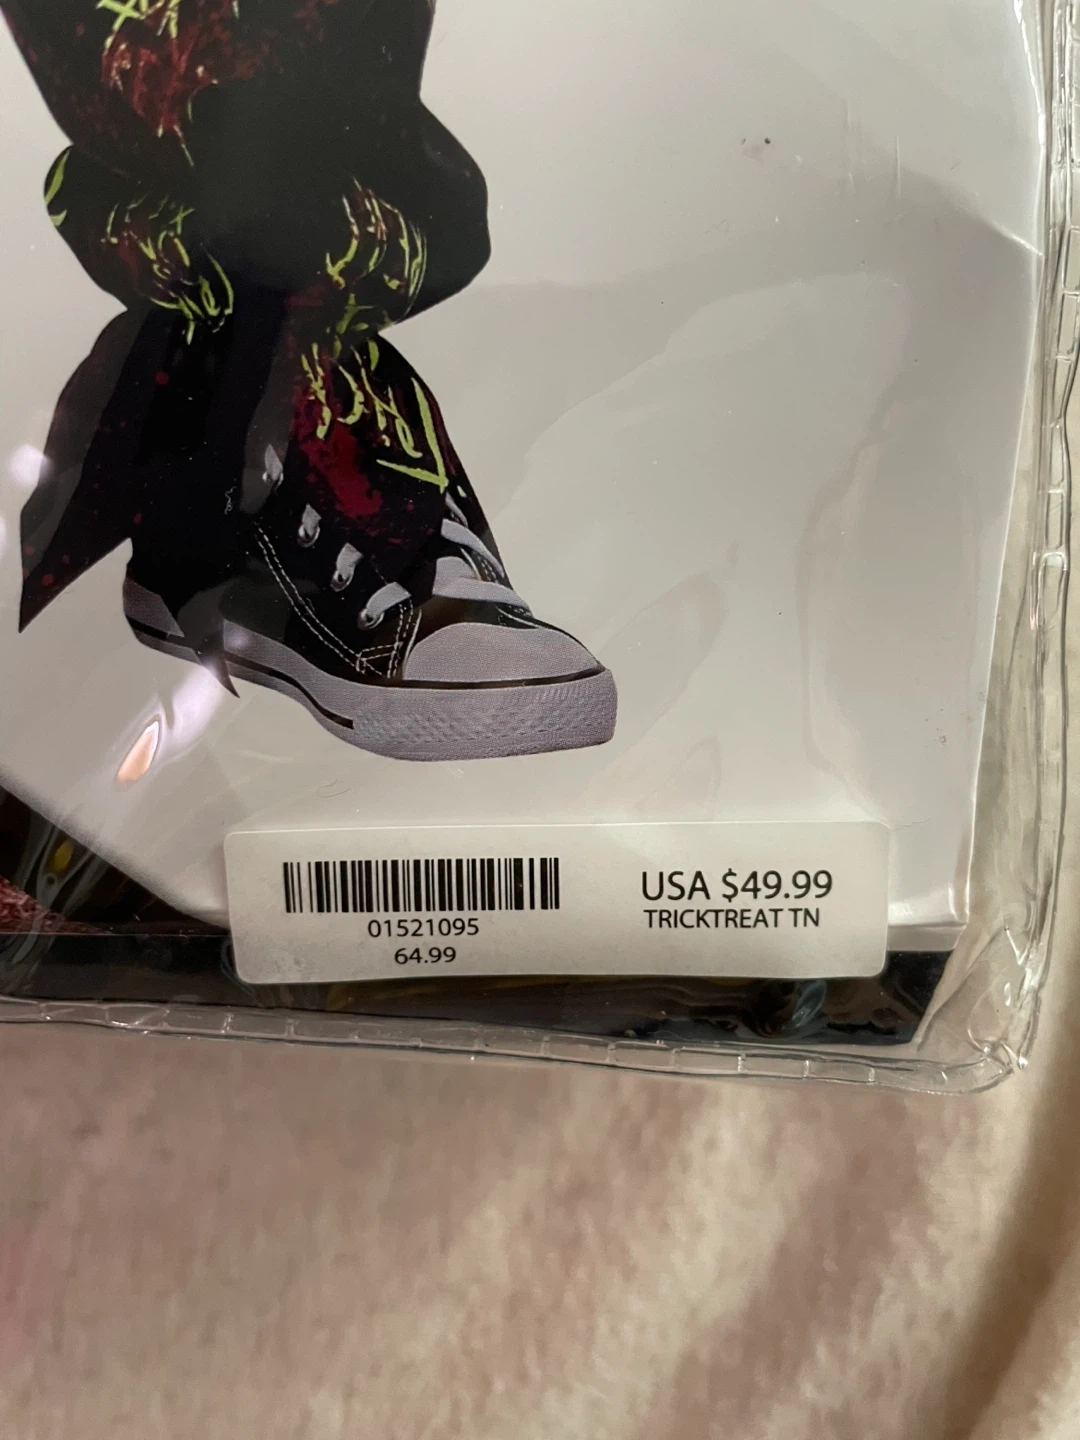 01521095
64.99
USA $49.99
TRICKTREAT TN